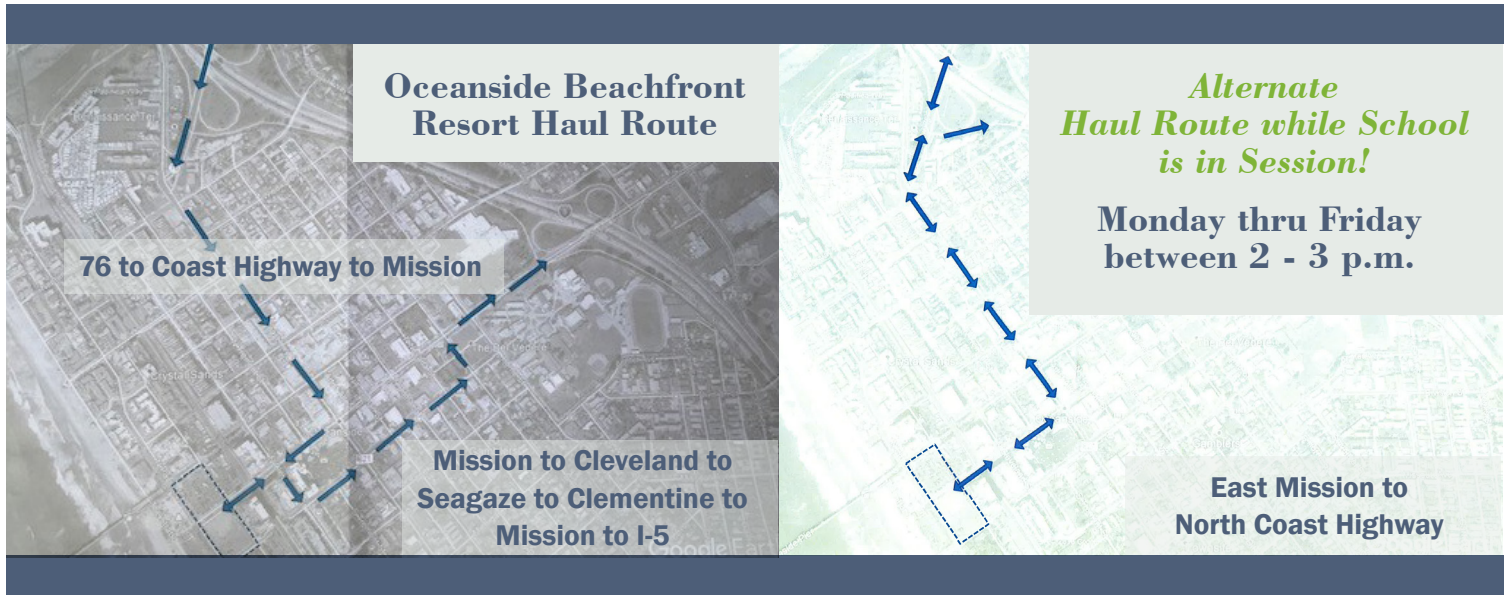 Oceanside Beachfront
Resort Haul Route
76 to Coast Highway to Mission
Crystal Sands
Mission to Cleveland to
Seagaze to Clementine to
Mission to I-5
Alternate
Haul Route while School
is in Session!
Monday thru Friday
between 2 - 3 p.m.
East Mission to
North Coast Highway